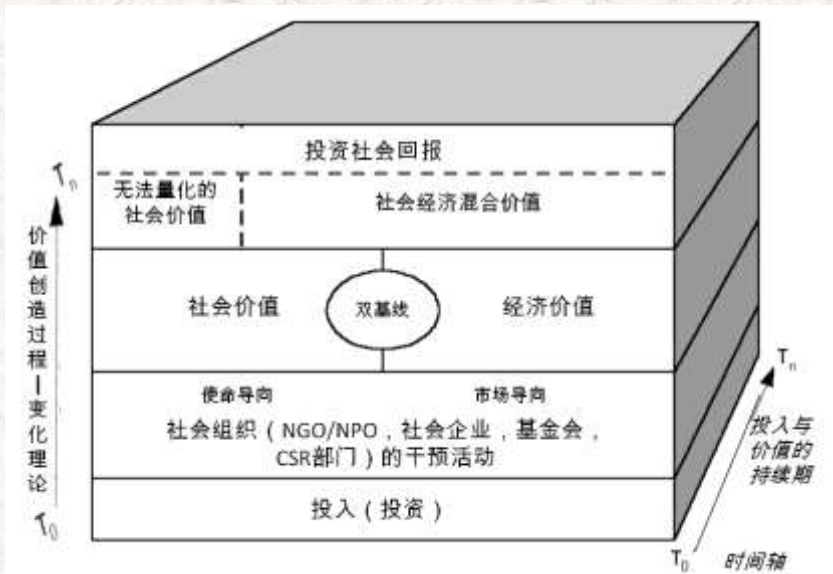 投资社会回报
无法量化的
社会价值
社会经济混合价值
社会价值
双基线
经济价值
使命导向
市场导向
社会组织（NGO/NPO，社会企业，基金会，
CSR部门）的干预活动
投入（投资）
Tn
价值创造过程—变化理论
T0
Tn
投入与
价值的
持续期
T0
时间轴